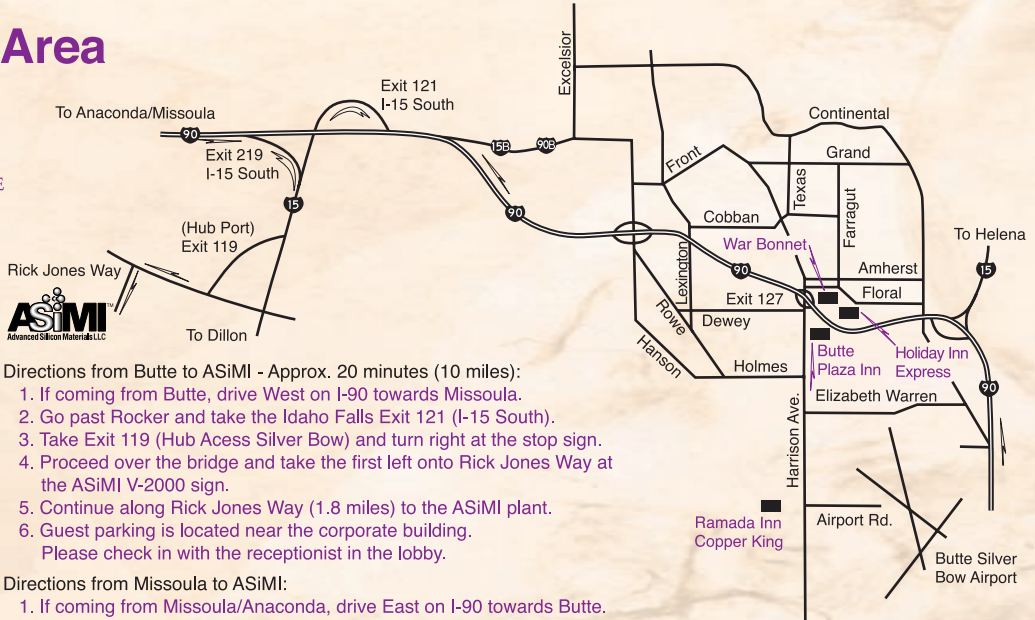 Area
To Anaconda/Missoula
90
Exit 121
I-15 South
Exit 219
I-15 South
15
(Hub Port)
Exit 119
Rick Jones Way
ASiMI™
Advanced Silicon Materials LLC
To Dillon
15B
90B
90
Excelsior
Continental
Front
Grand
Texas
Farragut
Cobban
War Bonnet
To Helena
15
90
Lexington
Amherst
Exit 127
Floral
Rowe
Dewey
Hanson
Holmes
Butte
Plaza Inn
Holiday Inn
Express
90
Elizabeth Warren
Harrison Ave.
Ramada Inn
Copper King
Airport Rd.
Butte Silver
Bow Airport
E
Directions from Butte to ASiMI - Approx. 20 minutes (10 miles):
1. If coming from Butte, drive West on I-90 towards Missoula.
2. Go past Rocker and take the Idaho Falls Exit 121 (I-15 South).
3. Take Exit 119 (Hub Acess Silver Bow) and turn right at the stop sign.
4. Proceed over the bridge and take the first left onto Rick Jones Way at
the ASiMI V-2000 sign.
5. Continue along Rick Jones Way (1.8 miles) to the ASiMI plant.
6. Guest parking is located near the corporate building.
Please check in with the receptionist in the lobby.
Directions from Missoula to ASiMI:
1. If coming from Missoula/Anaconda, drive East on I-90 towards Butte.